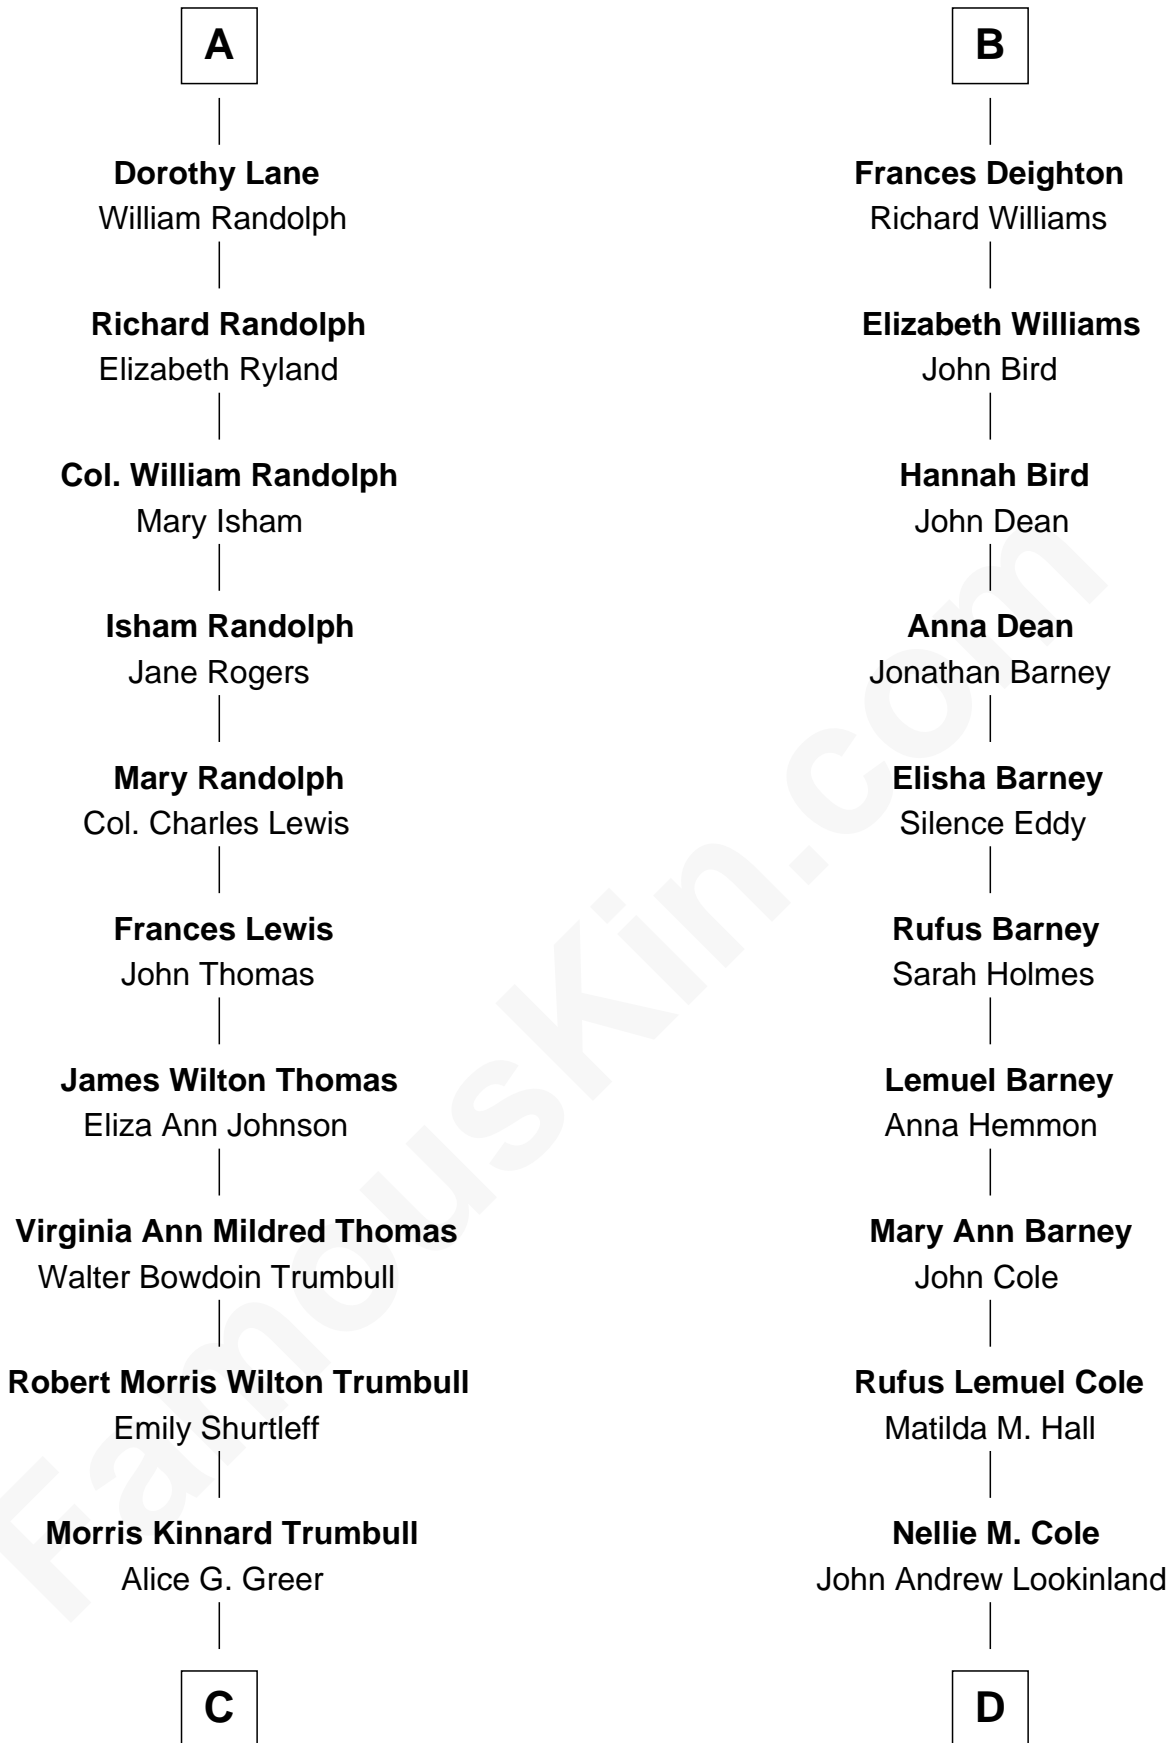 A
Dorothy Lane
William Randolph
Richard Randolph
Elizabeth Ryland
Col. William Randolph
Mary Isham
Isham Randolph
Jane Rogers
Mary Randolph
Col. Charles Lewis
Frances Lewis
John Thomas
James Wilton Thomas
Eliza Ann Johnson
Virginia Ann Mildred Thomas
Walter Bowdoin Trumbull
Robert Morris Wilton Trumbull
Emily Shurtleff
Morris Kinnard Trumbull
Alice G. Greer
C
B
Frances Deighton
Richard Williams
Elizabeth Williams
John Bird
Hannah Bird
John Dean
Anna Dean
Jonathan Barney
Elisha Barney
Silence Eddy
Rufus Barney
Sarah Holmes
Lemuel Barney
Anna Hemmon
Mary Ann Barney
John Cole
Rufus Lemuel Cole
Matilda M. Hall
Nellie M. Cole
John Andrew Lookinland
D
FamousKin.com